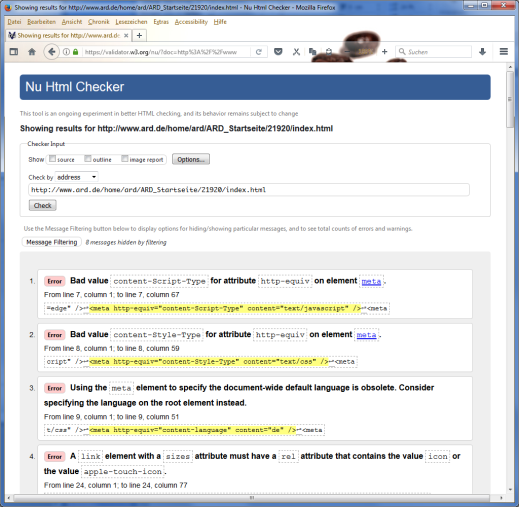 Showing results for http://www.ard.de/home/ard/ARD_Startseite/21920/index.html - Nu Html Checker - Mozilla Firefox
Datei Bearbeiten Ansicht Chronik Lesezeichen Extras Accessibility Hilfe
Showing results for http://www.ard.de
https://validator.w3.org/nu/?doc=http%3A%2F%2Fwww
Suchen
Nu Html Checker
This tool is an ongoing experiment in better HTML checking, and its behavior remains subject to change
Showing results for http://www.ard.de/home/ard/ARD_Startseite/21920/index.html
Checker Input
Show source outline image report Options...
Check by address
http://www.ard.de/home/ard/ARD_Startseite/21920/index.html
Check
Use the Message Filtering button below to display options for hiding/showing particular messages, and to see total counts of errors and warnings.
Message Filtering 8 messages hidden by filtering
1. Error Bad value content-Script-Type for attribute http-equiv on element meta.
From line 7, column 1; to line 7, column 67
=edge" />↩<meta http-equiv="content-Script-Type" content="text/javascript" />↩<meta
2. Error Bad value content-Style-Type for attribute http-equiv on element meta.
From line 8, column 1; to line 8, column 59
cript" />↩<meta http-equiv="content-Style-Type" content="text/css" />↩<meta
3. Error Using the meta element to specify the document-wide default language is obsolete. Consider
specifying the language on the root element instead.
From line 9, column 1; to line 9, column 51
t/css" />↩<meta http-equiv="content-language" content="de" />↩<meta
4. Error A link element with a sizes attribute must have a rel attribute that contains the value icon or
the value apple-touch-icon.
From line 24, column 1; to line 24, column 77